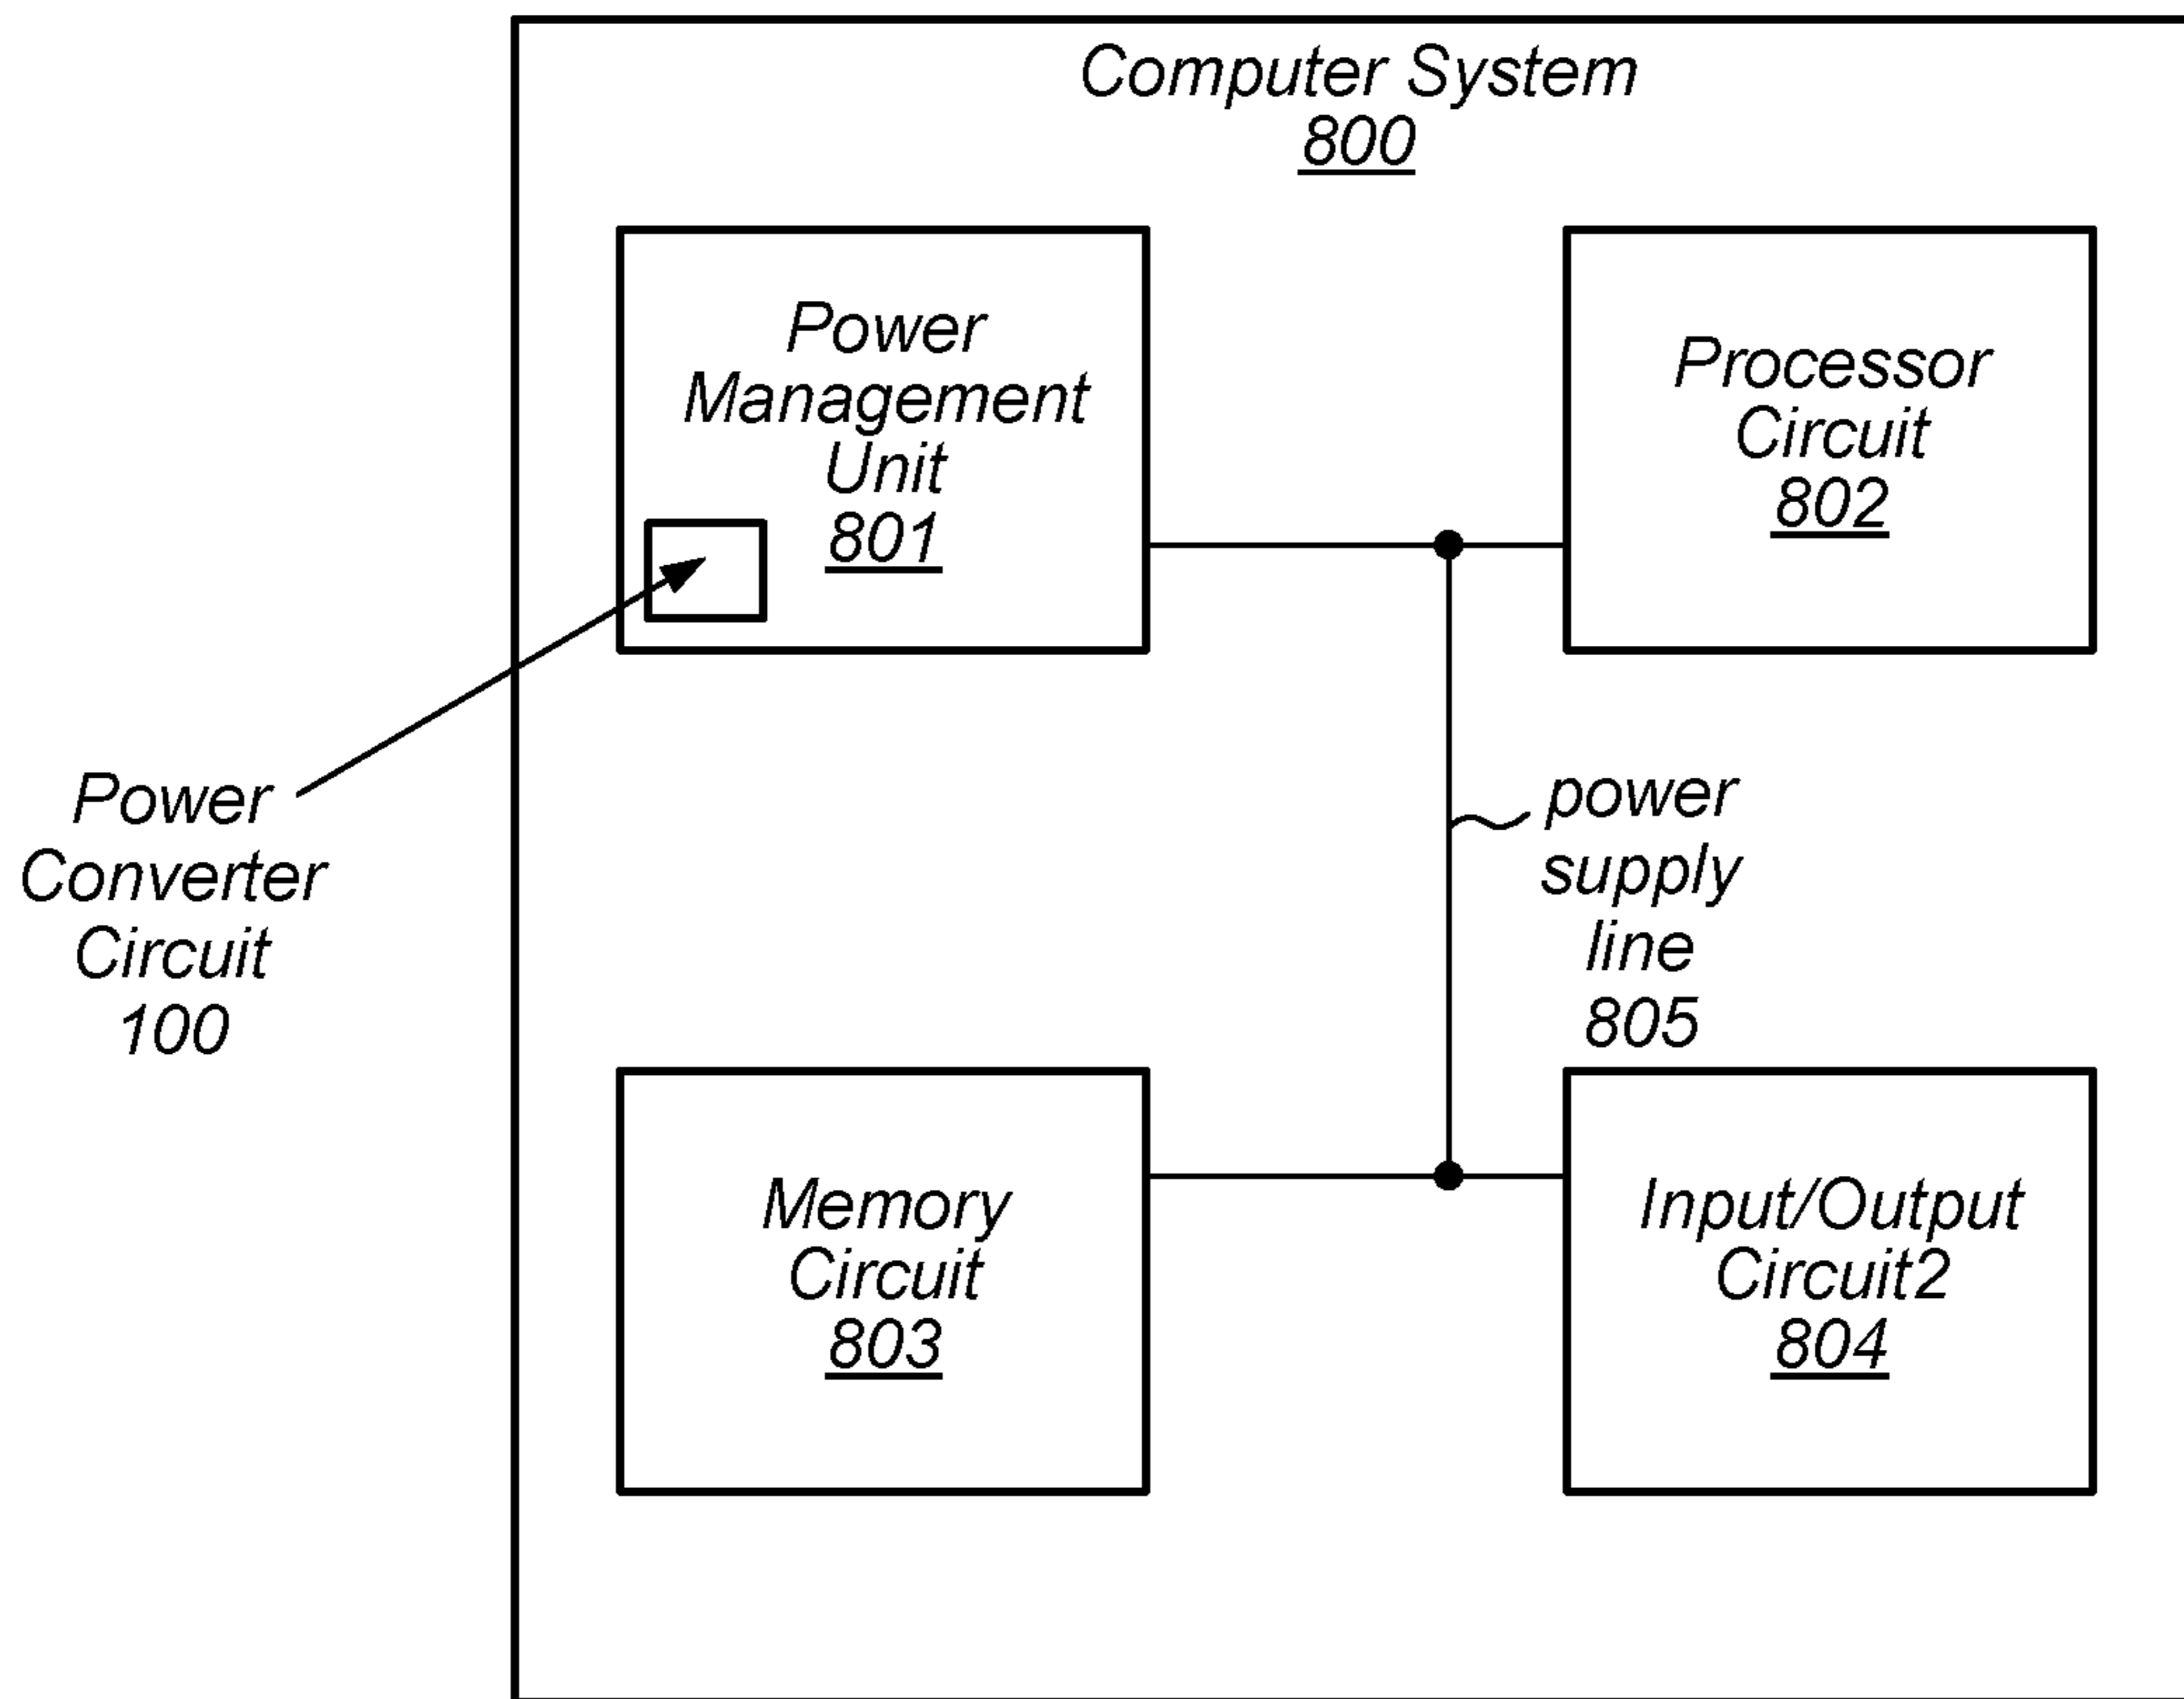 Computer System
800
Power
Management
Unit
801
Processor
Circuit
802
Power
Converter
Circuit
100
power
supply
line
805
Memory
Circuit
803
Input/Output
Circuit2
804